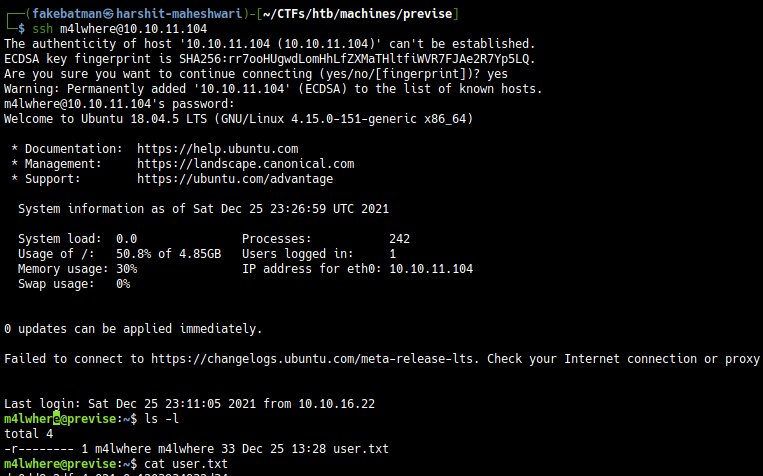 ┌──(fakebatman㉿harshit-maheshwari)-[~/CTFs/htb/machines/previse]
└─$ ssh m4lwhere@10.10.11.104
The authenticity of host '10.10.11.104 (10.10.11.104)' can't be established.
ECDSA key fingerprint is SHA256:rr7ooHUgwdLomHhLfZXMaTHltfiWVR7FJAe2R7Yp5LQ.
Are you sure you want to continue connecting (yes/no/[fingerprint])? yes
Warning: Permanently added '10.10.11.104' (ECDSA) to the list of known hosts.
m4lwhere@10.10.11.104's password:
Welcome to Ubuntu 18.04.5 LTS (GNU/Linux 4.15.0-151-generic x86_64)
* Documentation:  https://help.ubuntu.com
* Management:     https://landscape.canonical.com
* Support:        https://ubuntu.com/advantage
System information as of Sat Dec 25 23:26:59 UTC 2021
System load:  0.0               Processes:             242
Usage of /:   50.8% of 4.85GB   Users logged in:       1
Memory usage: 30%               IP address for eth0: 10.10.11.104
Swap usage:   0%
0 updates can be applied immediately.
Failed to connect to https://changelogs.ubuntu.com/meta-release-lts. Check your Internet connection or proxy
Last login: Sat Dec 25 23:11:05 2021 from 10.10.16.22
m4lwhere@previse:~$ ls -l
total 4
-r-------- 1 m4lwhere m4lwhere 33 Dec 25 13:28 user.txt
m4lwhere@previse:~$ cat user.txt